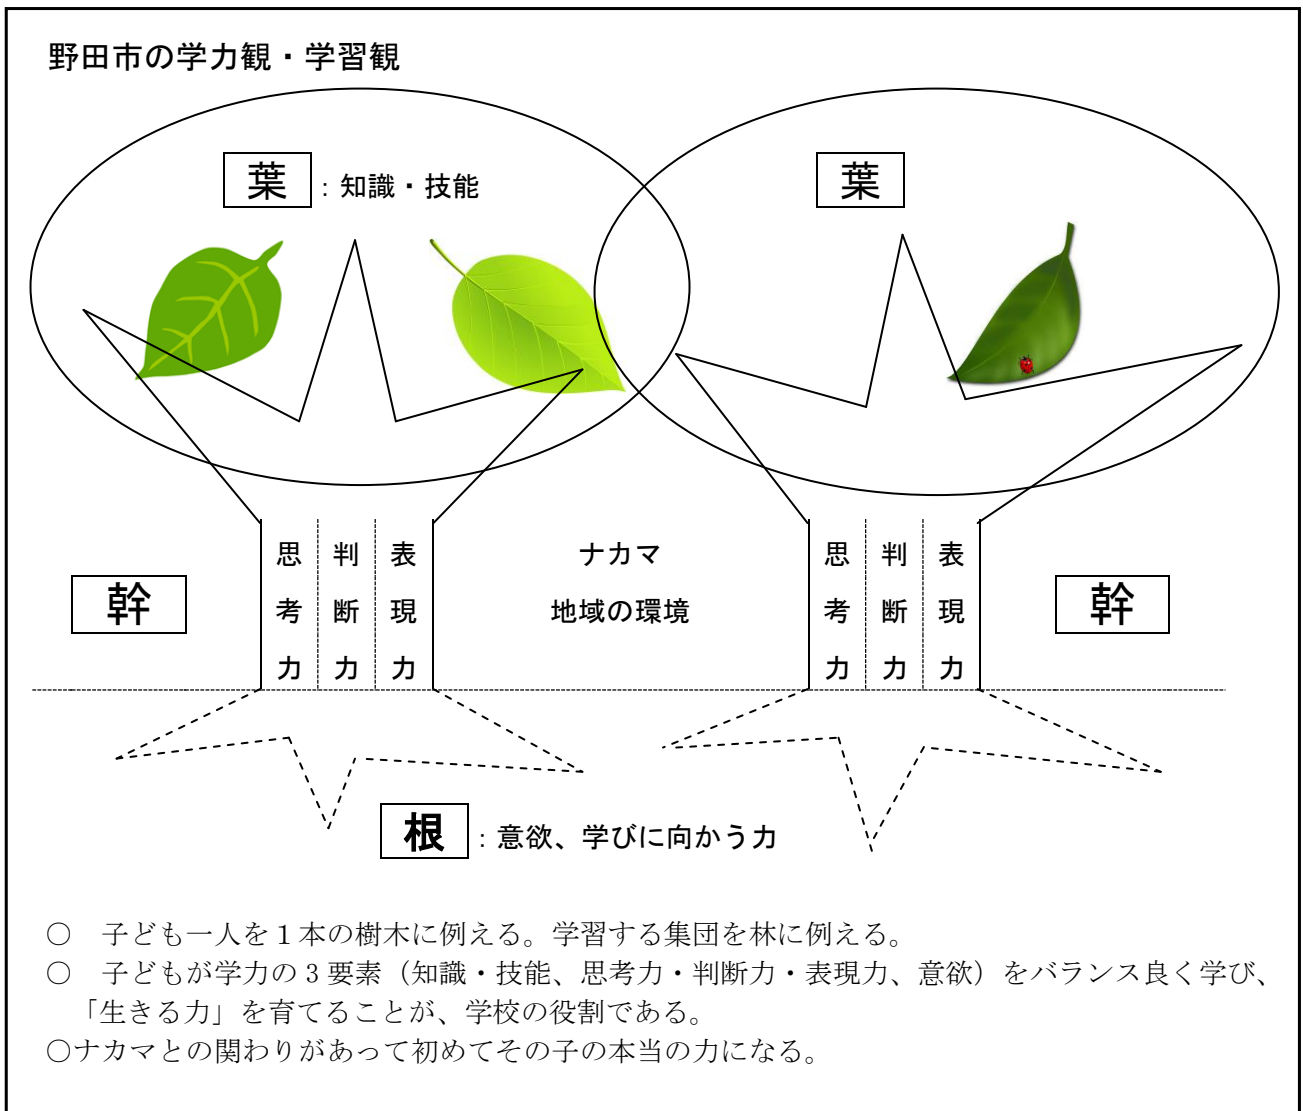 野田市の学力観・学習観
葉：知識・技能
葉
思考力
判断力
表現力
ナカマ
地域の環境
思考力
判断力
表現力
幹
幹
根：意欲、学びに向かう力
○　子ども一人を１本の樹木に例える。学習する集団を林に例える。
○　子どもが学力の３要素（知識・技能、思考力・判断力・表現力、意欲）をバランス良く学び、
「生きる力」を育てることが、学校の役割である。
○ナカマとの関わりがあって初めてその子の本当の力になる。